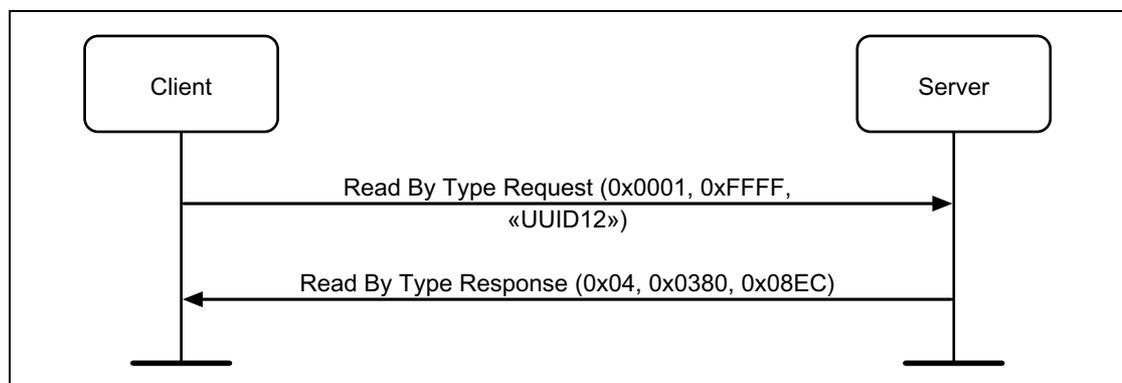 Client
Server
Read By Type Request (0x0001, 0xFFFF,
«UUID12»)
Read By Type Response (0x04, 0x0380, 0x08EC)